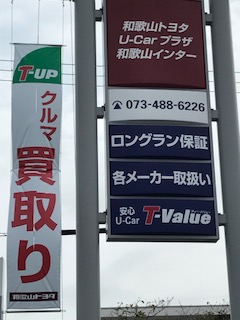 T-UP
クルマ
買取り
和歌山トヨタ
和歌山トヨタ
U-Car プラザ
和歌山インター
☎073-488-6226
ロングラン保証
各メーカー取扱い
安心
U-Car
T-Value